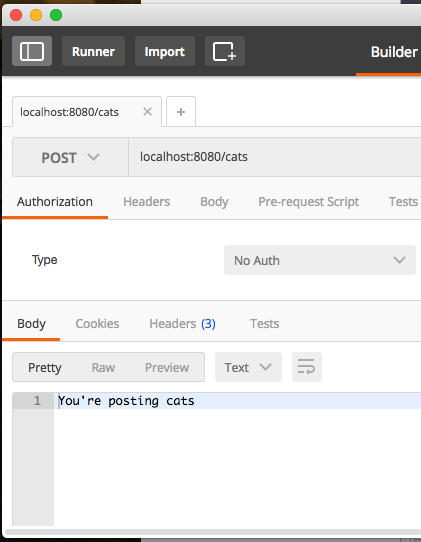 Runner Import Builder
localhost:8080/cats
POST localhost:8080/cats
Authorization Headers Body Pre-request Script Tests
Type No Auth
Body Cookies Headers (3) Tests
Pretty Raw Preview Text
1 You're posting cats